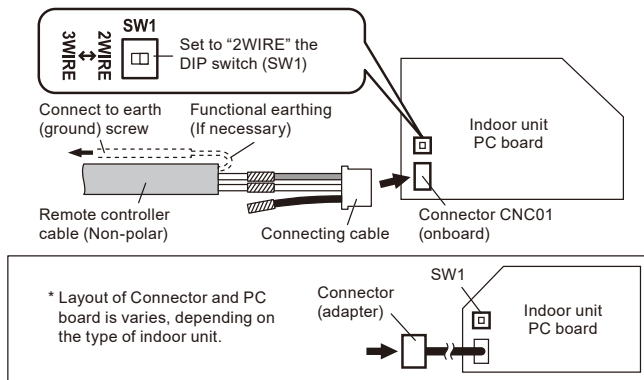 SW1
3WIRE
2WIRE
Set to “2WIRE” the
DIP switch (SW1)
Connect to earth
(ground) screw
Functional earthing
(If necessary)
Indoor unit
PC board
Remote controller
cable (Non-polar)
Connecting cable
Connector CNC01
(onboard)
* Layout of Connector and PC
board is varies, depending on
the type of indoor unit.
Connector
(adapter)
SW1
Indoor unit
PC board